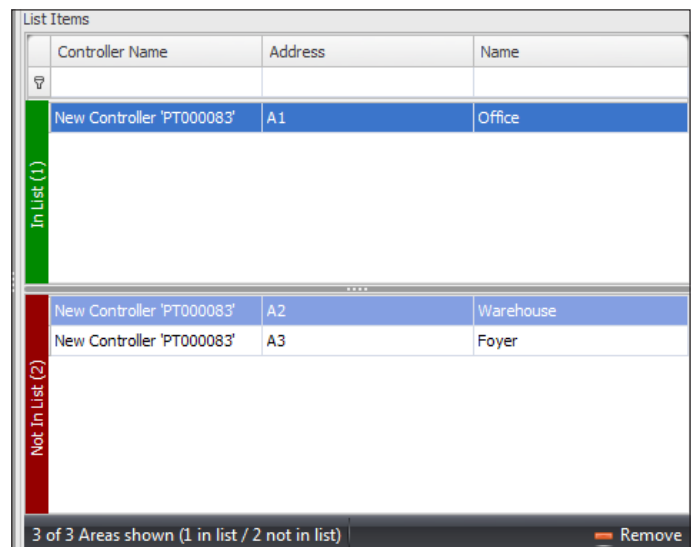 List Items
Controller Name Address Name
New Controller 'PT000083' A1 Office
In List (1)
New Controller 'PT000083' A2 Warehouse
New Controller 'PT000083' A3 Foyer
Not In List (2)
3 of 3 Areas shown (1 in list / 2 not in list) Remove